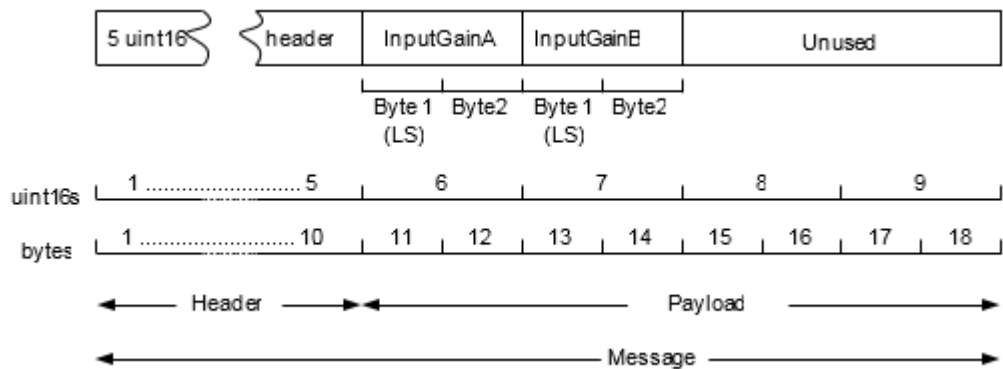 5 uint16 header InputGainA InputGainB Unused
Byte 1 Byte2 Byte 1 Byte2
(LS) (LS)
uint16s 1 ........................ 5 6 7 8 9
bytes 1 ........................ 10 11 12 13 14 15 16 17 18
Header Payload
Message